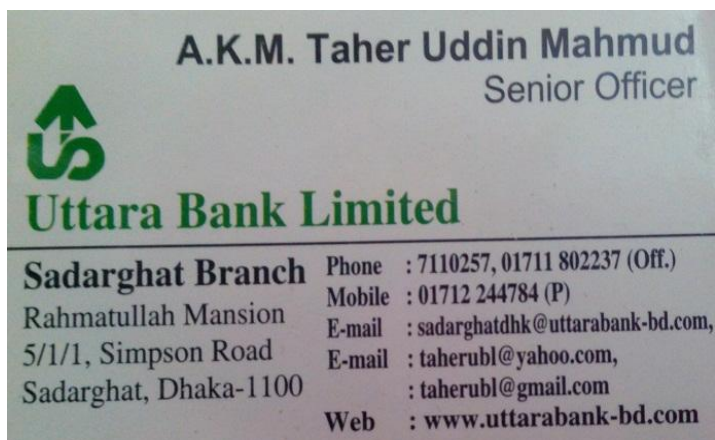 A.K.M. Taher Uddin Mahmud
Senior Officer
Uttara Bank Limited
Sadarghat Branch
Rahmatullah Mansion
5/1/1, Simpson Road
Sadarghat, Dhaka-1100
Phone : 7110257, 01711 802237 (Off.)
Mobile : 01712 244784 (P)
E-mail : sadarghatdhk@uttarabank-bd.com,
E-mail : taherubl@yahoo.com,
: taherubl@gmail.com
Web : www.uttarabank-bd.com